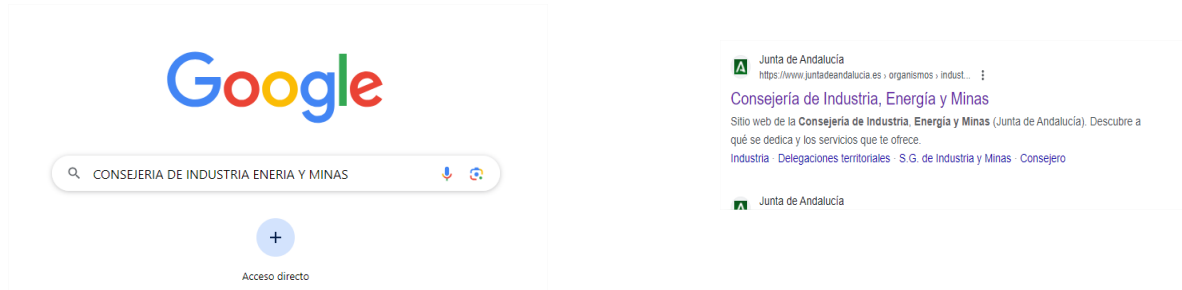 Google
CONSEJERIA DE INDUSTRIA ENERIA Y MINAS
Acceso directo
Junta de Andalucía
https://www.juntadeandalucia.es › organismos › indust...
Consejería de Industria, Energía y Minas
Sitio web de la Consejería de Industria, Energía y Minas (Junta de Andalucía). Descubre a
qué se dedica y los servicios que te ofrece.
Industria · Delegaciones territoriales · S.G. de Industria y Minas · Consejero
Junta de Andalucía